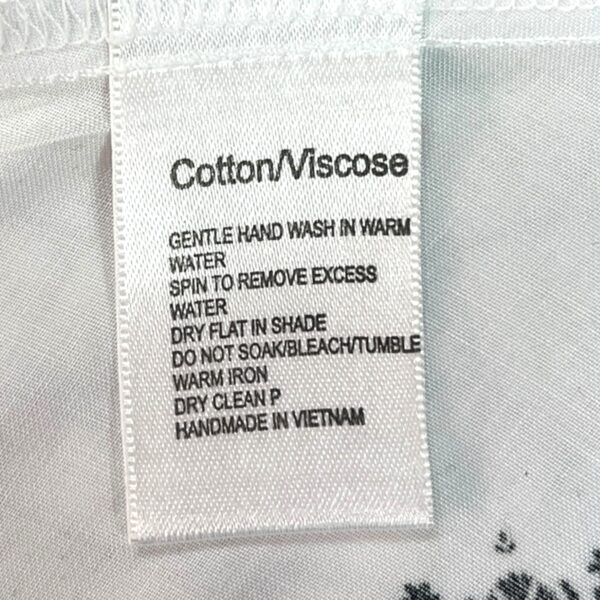 Cotton/Viscose
GENTLE HAND WASH IN WARM
WATER
SPIN TO REMOVE EXCESS
WATER
DRY FLAT IN SHADE
DO NOT SOAK/BLEACH/TUMBLE
WARM IRON
DRY CLEAN P
HANDMADE IN VIETNAM